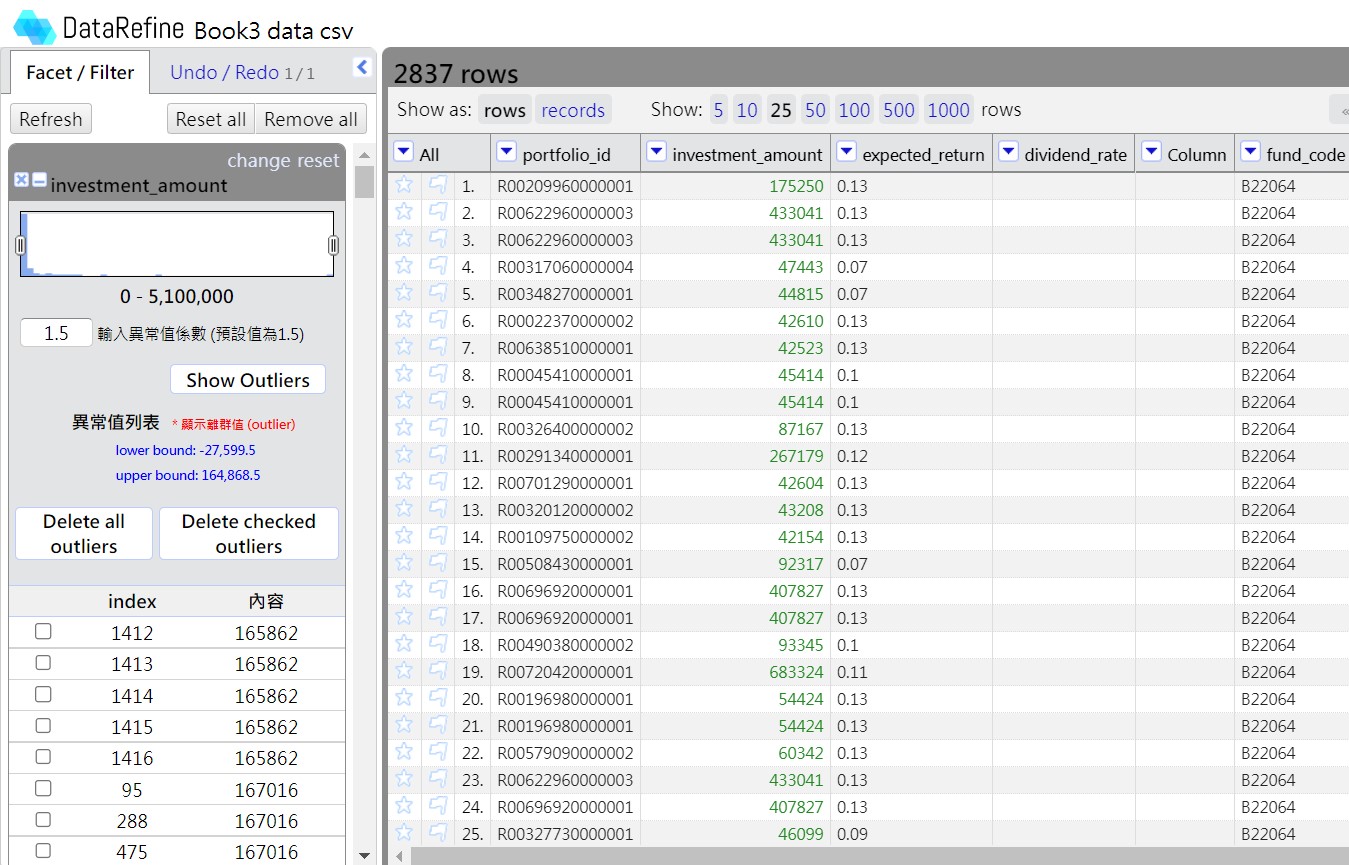 DataRefine Book3 data csv
Facet / Filter Undo / Redo 1 / 1
Refresh Reset all Remove all
change reset
investment_amount
0 - 5,100,000
1.5 輸入異常值係數 (預設值為1.5)
Show Outliers
異常值列表 * 顯示離群值 (outlier)
lower bound: -27,599.5
upper bound: 164,868.5
Delete all outliers Delete checked outliers
index 內容
1412 165862
1413 165862
1414 165862
1415 165862
1416 165862
95 167016
288 167016
475 167016
2837 rows
Show as: rows records Show: 5 10 25 50 100 500 1000 rows «
All portfolio_id investment_amount expected_return dividend_rate Column fund_code
1. R00209960000001 175250 0.13 B22064
2. R00622960000003 433041 0.13 B22064
3. R00622960000003 433041 0.13 B22064
4. R00317060000004 47443 0.07 B22064
5. R00348270000001 44815 0.07 B22064
6. R00022370000002 42610 0.13 B22064
7. R00638510000001 42523 0.13 B22064
8. R00045410000001 45414 0.1 B22064
9. R00045410000001 45414 0.1 B22064
10. R00326400000002 87167 0.13 B22064
11. R00291340000001 267179 0.12 B22064
12. R00701290000001 42604 0.13 B22064
13. R00320120000002 43208 0.13 B22064
14. R00109750000002 42154 0.13 B22064
15. R00508430000001 92317 0.07 B22064
16. R00696920000001 407827 0.13 B22064
17. R00696920000001 407827 0.13 B22064
18. R00490380000002 93345 0.1 B22064
19. R00720420000001 683324 0.11 B22064
20. R00196980000001 54424 0.13 B22064
21. R00196980000001 54424 0.13 B22064
22. R00579090000002 60342 0.13 B22064
23. R00622960000003 433041 0.13 B22064
24. R00696920000001 407827 0.13 B22064
25. R00327730000001 46099 0.09 B22064